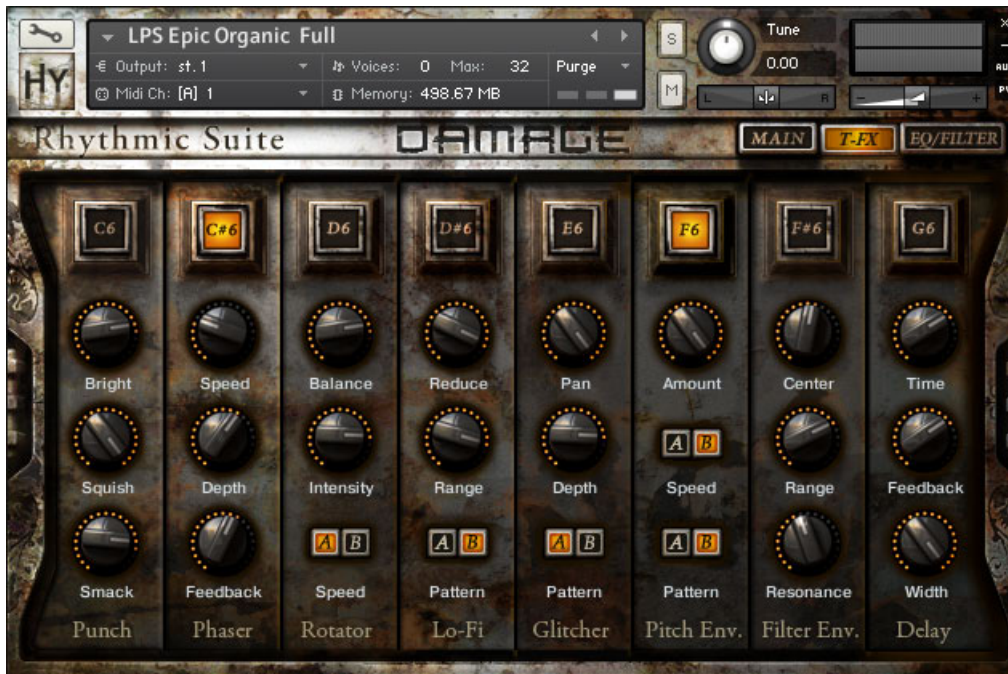 LPS Epic Organic Full
S
Tune
0.00
Output: st.1
Voices: 0 Max: 32
Purge
HY
Midi Ch: [A] 1
Memory: 498.67 MB
M
L R
- +
Rhythmic Suite
DAMAGE
MAIN T-FX EQ/FILTER
C6 C#6 D6 D#6 E6 F6 F#6 G6
Bright Speed Balance Reduce Pan Amount Center Time
A B
Squish Depth Intensity Range Depth Speed Range Feedback
A B A B A B A B
Smack Feedback Speed Pattern Pattern Pattern Resonance Width
Punch Phaser Rotator Lo-Fi Glitcher Pitch Env. Filter Env. Delay